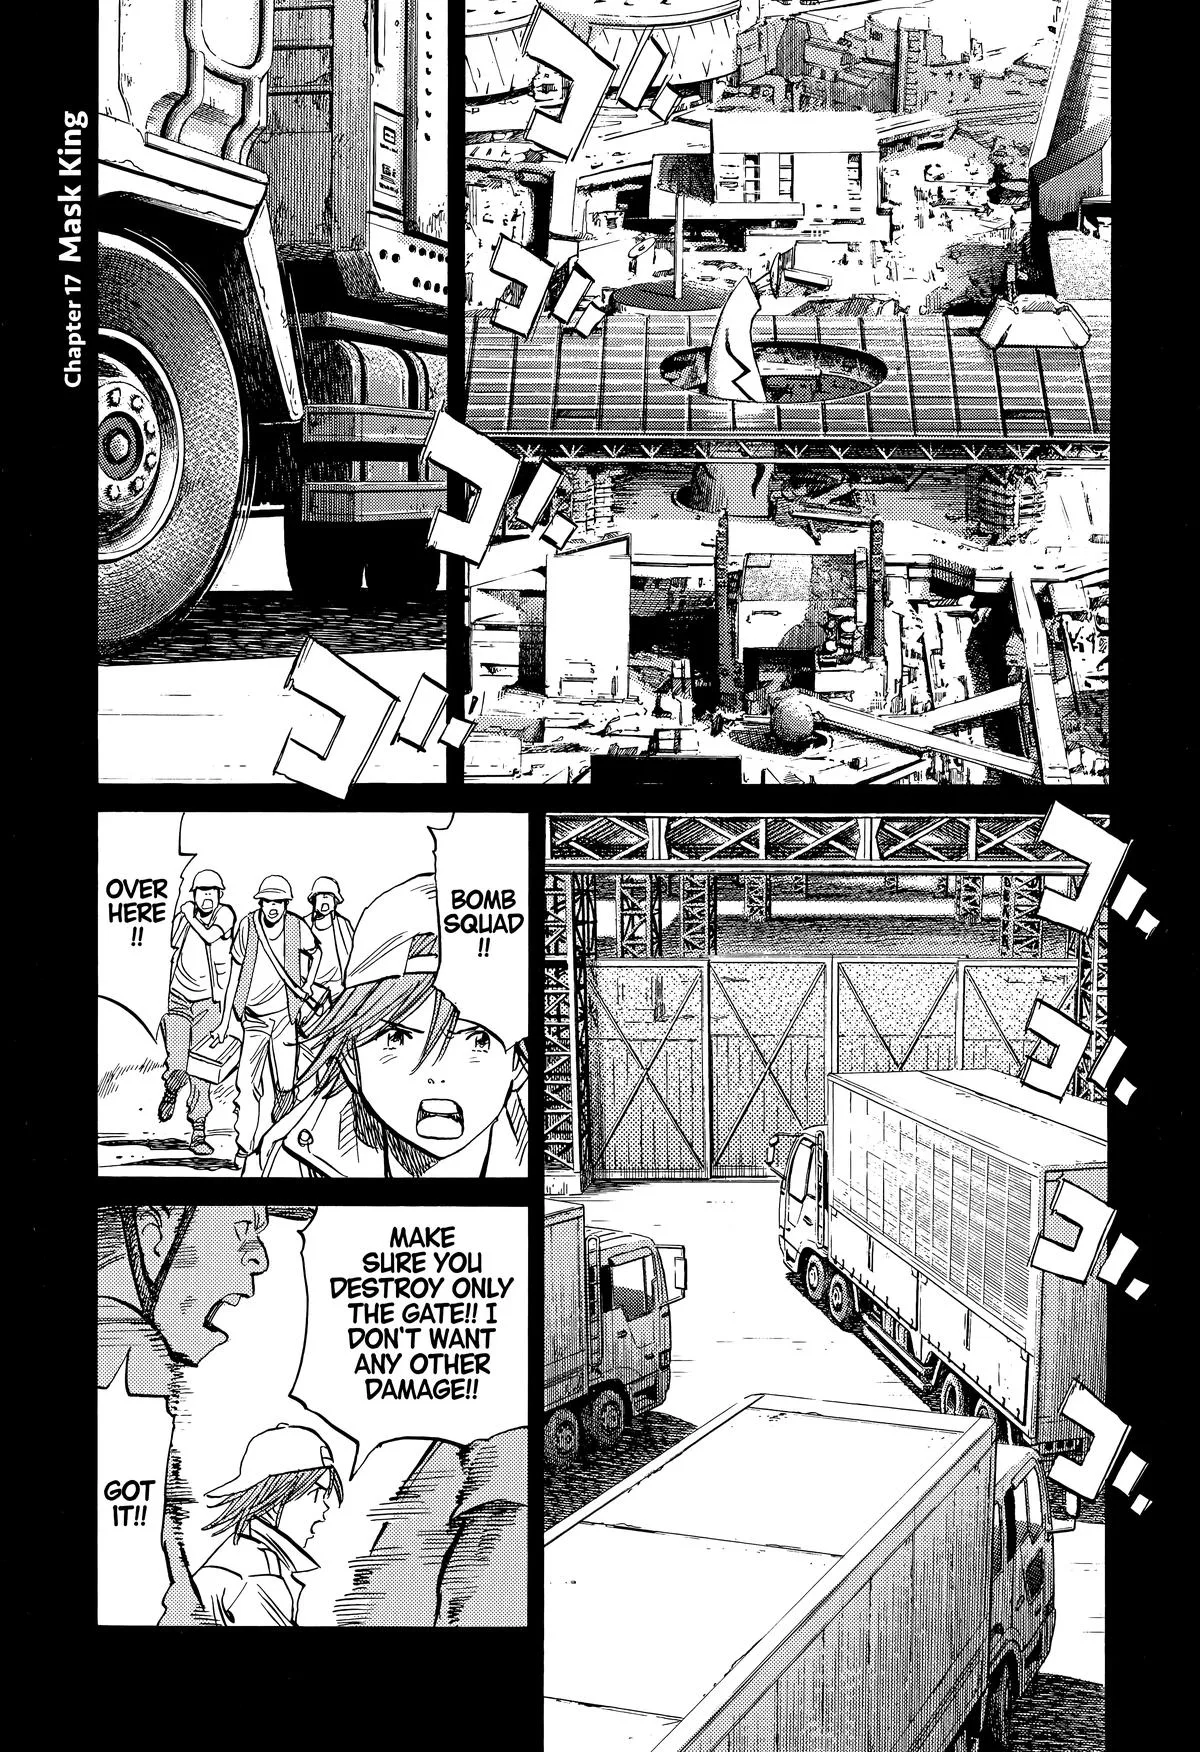 Chapter 17 Mask King
ゴ‥
ゴ‥
ゴ‥
ゴ‥
ゴ‥
ゴ‥
ゴ‥
ゴ‥
BOMB
SQUAD
!!
OVER
HERE
!!
MAKE
SURE YOU
DESTROY ONLY
THE GATE!! I
DON'T WANT
ANY OTHER
DAMAGE!!
GOT
IT!!